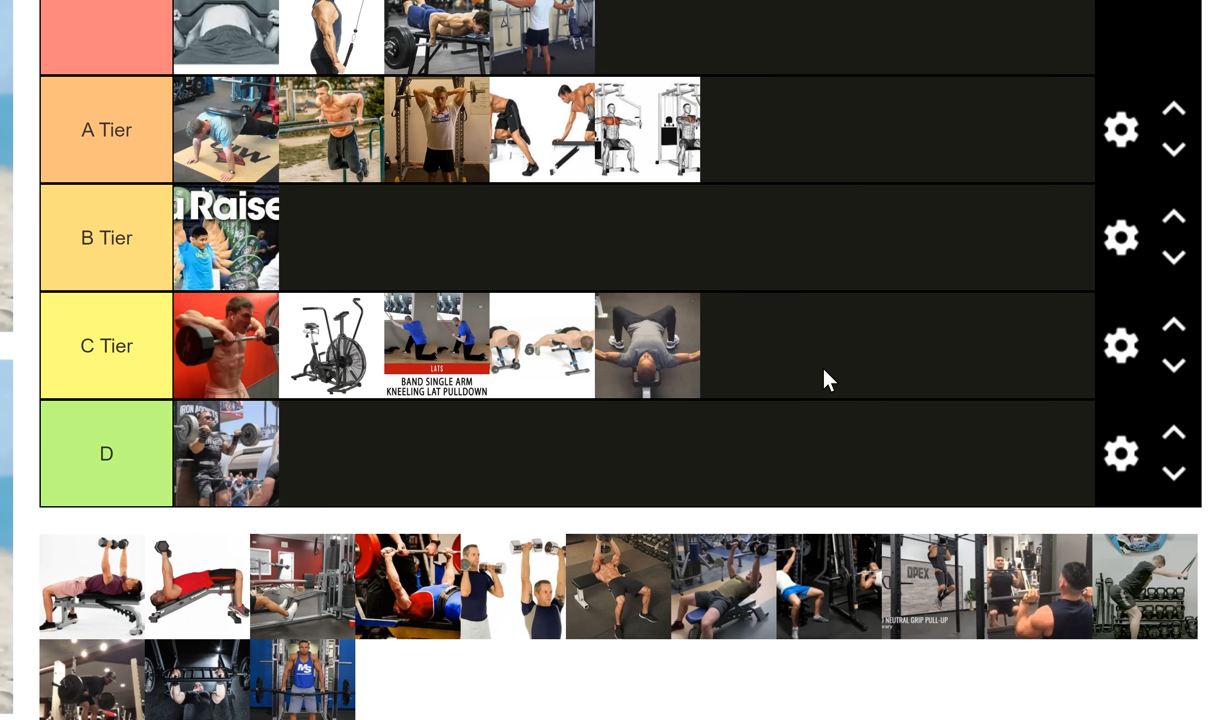 A Tier
B Tier
a Raise
C Tier
LATS
BAND SINGLE ARM
KNEELING LAT PULLDOWN
D
OPEX
NEUTRAL GRIP PULL-UP